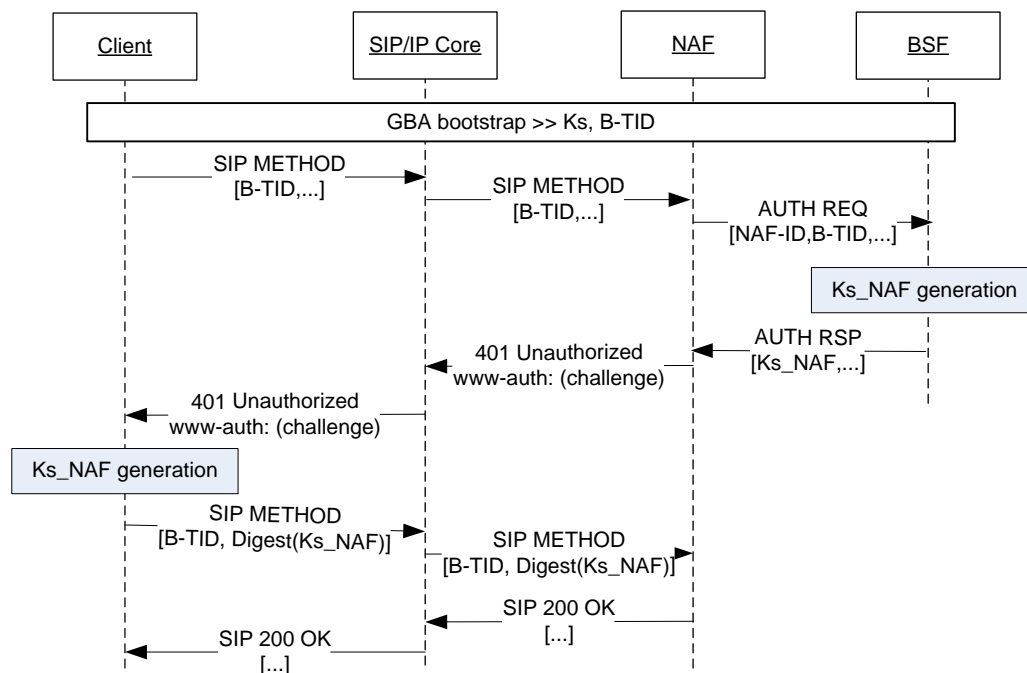 Client
SIP/IP Core
NAF
BSF
GBA bootstrap >> Ks, B-TID
SIP METHOD
[B-TID,...]
SIP METHOD
[B-TID,...]
AUTH REQ
[NAF-ID,B-TID,...]
Ks_NAF generation
AUTH RSP
[Ks_NAF,...]
401 Unauthorized
www-auth: (challenge)
401 Unauthorized
www-auth: (challenge)
Ks_NAF generation
SIP METHOD
[B-TID, Digest(Ks_NAF)]
SIP METHOD
[B-TID, Digest(Ks_NAF)]
SIP 200 OK
[...]
SIP 200 OK
[...]